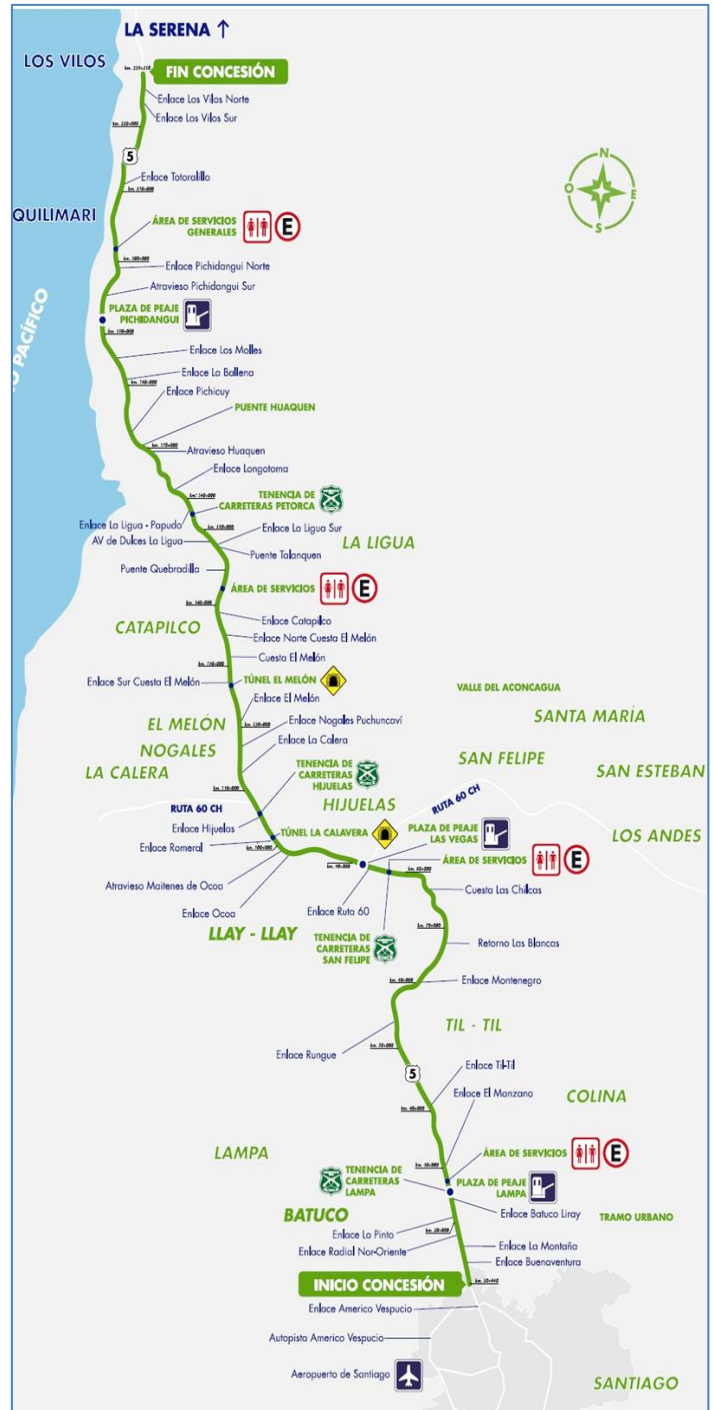 LA SERENA ↑
LOS VILOS
FIN CONCESIÓN
Enlace Los Vilos Norte
Enlace Los Vilos Sur
5
Enlace Totoralillo
QUILIMARI
ÁREA DE SERVICIOS
GENERALES
E
N
O
E
S
Enlace Pichidangui Norte
Atravieso Pichidangui Sur
PLAZA DE PEAJE
PICHIDANGUI
O PACÍFICO
Enlace Los Molles
Enlace La Ballena
Enlace Pichicuy
PUENTE HUAQUEN
Atravieso Huaquen
Enlace Longotoma
TENENCIA DE
CARRETERAS PETORCA
Enlace La Ligua - Papudo
AV de Dulces La Ligua
Enlace La Ligua Sur
LA LIGUA
Puente Talanquen
Puente Quebradilla
ÁREA DE SERVICIOS
E
Enlace Catapilco
CATAPILCO
Enlace Norte Cuesta El Melón
Cuesta El Melón
Enlace Sur Cuesta El Melón
TÚNEL EL MELÓN
Enlace El Melón
VALLE DEL ACONCAGUA
SANTA MARÍA
EL MELÓN
Enlace Nogales Puchuncaví
NOGALES
Enlace La Calera
LA CALERA
SAN FELIPE
SAN ESTEBAN
TENENCIA DE
CARRETERAS
HIJUELAS
HIJUELAS
RUTA 60 CH
RUTA 60 CH
Enlace Hijuelas
TÚNEL LA CALAVERA
PLAZA DE PEAJE
LAS VEGAS
LOS ANDES
Enlace Romeral
ÁREA DE SERVICIOS
E
Atravieso Maitenes de Ocoa
Cuesta Las Chilcas
Enlace Ocoa
Enlace Ruta 60
LLAY - LLAY
TENENCIA DE
CARRETERAS
SAN FELIPE
Retorno Las Blancas
Enlace Montenegro
TIL - TIL
Enlace Rungue
5
Enlace Til-Til
Enlace El Manzano
COLINA
LAMPA
ÁREA DE SERVICIOS
E
TENENCIA DE
CARRETERAS
LAMPA
PLAZA DE PEAJE
LAMPA
BATUCO
Enlace Batuco Liray
TRAMO URBANO
Enlace Lo Pinto
Enlace Radial Nor-Oriente
Enlace La Montaña
Enlace Buenaventura
INICIO CONCESIÓN
Enlace Americo Vespucio
Autopista Americo Vespucio
Aeropuerto de Santiago
SANTIAGO